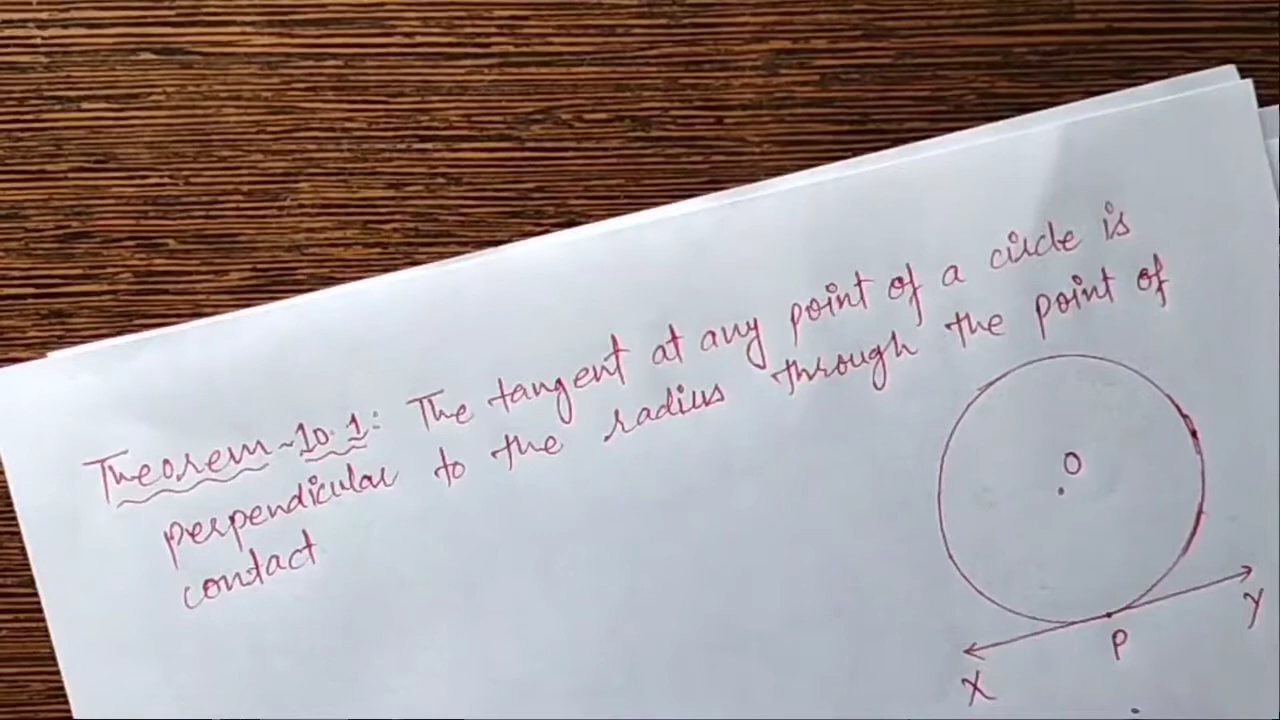 Theorem-10.1: The tangent at any point of a circle is
perpendicular to the radius through the point of
contact
O
P
X
Y